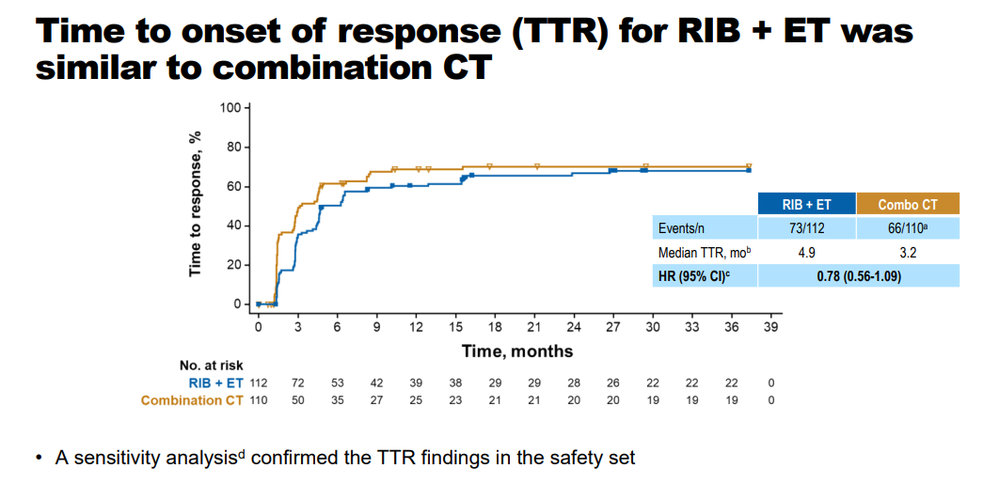 Time to onset of response (TTR) for RIB + ET was
similar to combination CT
Time to response, %
100
80
60
40
20
0
0 3 6 9 12 15 18 21 24 27 30 33 36 39
Time, months
RIB + ET Combo CT
Events/n 73/112 66/110ᵃ
Median TTR, moᵇ 4.9 3.2
HR (95% CI)ᶜ 0.78 (0.56-1.09)
No. at risk
RIB + ET 112 72 53 42 39 38 29 29 28 26 22 22 22 0
Combination CT 110 50 35 27 25 23 21 21 20 20 19 19 19 0
• A sensitivity analysisᵈ confirmed the TTR findings in the safety set